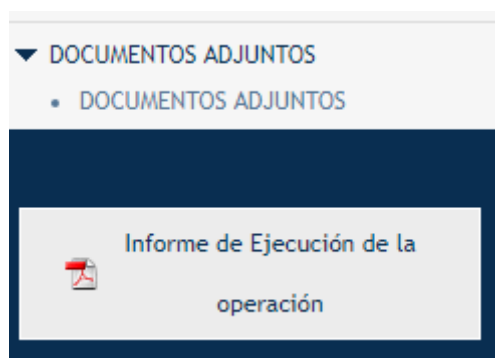 DOCUMENTOS ADJUNTOS
DOCUMENTOS ADJUNTOS
Informe de Ejecución de la
operación